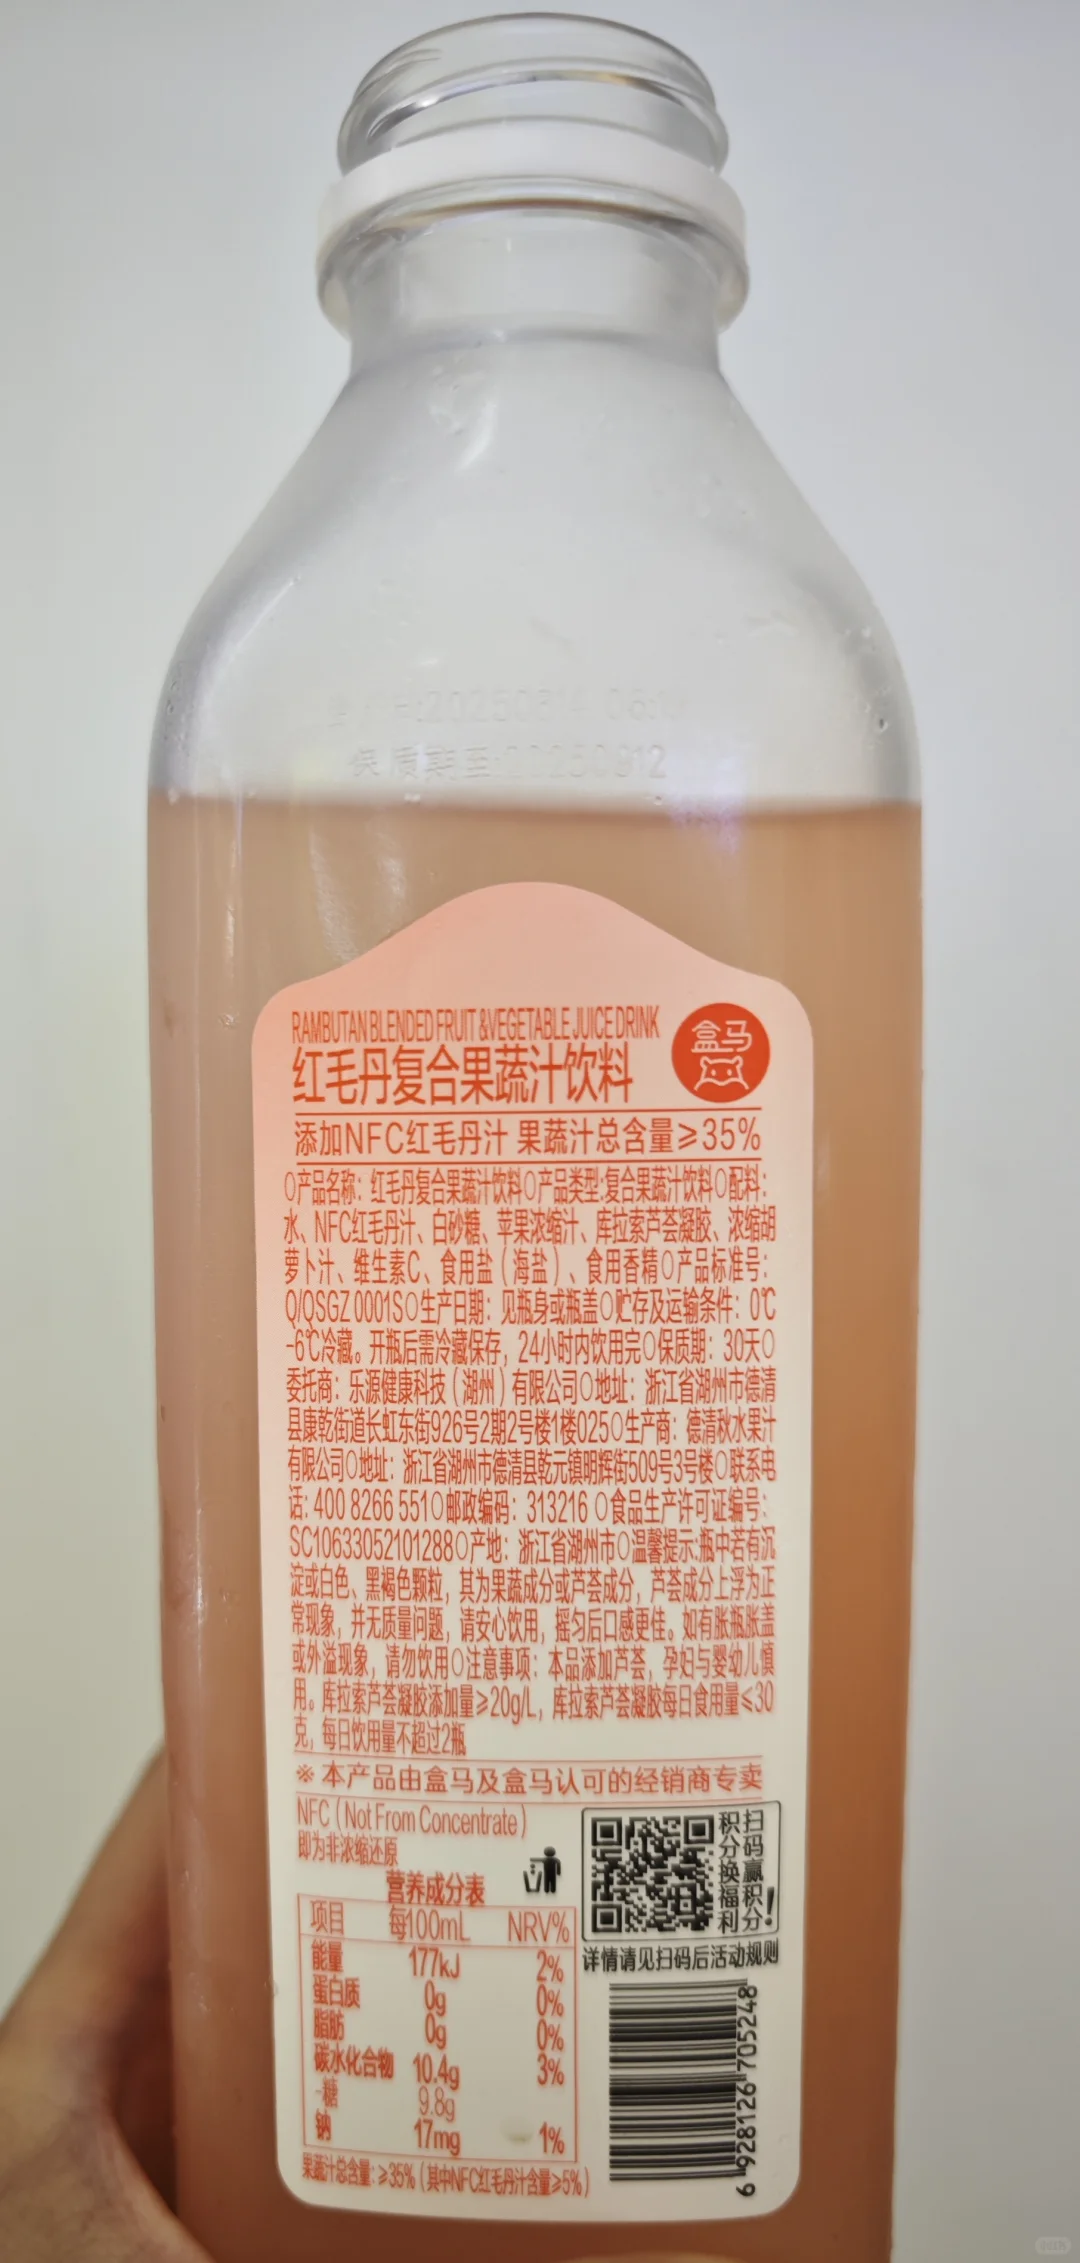 保质期至:20250912
RAMBUTAN BLENDED FRUIT &VEGETABLE JUICE DRINK
红毛丹复合果蔬汁饮料
盒马
添加NFC红毛丹汁 果蔬汁总含量≥35%
○产品名称：红毛丹复合果蔬汁饮料○产品类型:复合果蔬汁饮料○配料：
水、NFC红毛丹汁、白砂糖、苹果浓缩汁、库拉索芦荟凝胶、浓缩胡
萝卜汁、维生素C、食用盐（海盐）、食用香精○产品标准号：
Q/QSGZ 0001S○生产日期：见瓶身或瓶盖○贮存及运输条件：0℃
-6℃冷藏。开瓶后需冷藏保存，24小时内饮用完○保质期：30天○
委托商：乐源健康科技（湖州）有限公司○地址：浙江省湖州市德清
县康乾街道长虹东街926号2期2号楼1楼025○生产商：德清秋水果汁
有限公司○地址：浙江省湖州市德清县乾元镇明辉街509号3号楼○联系电
话: 400 8266 551○邮政编码：313216 ○食品生产许可证编号：
SC10633052101288○产地：浙江省湖州市○温馨提示:瓶中若有沉
淀或白色、黑褐色颗粒，其为果蔬成分或芦荟成分，芦荟成分上浮为正
常现象，并无质量问题，请安心饮用，摇匀后口感更佳。如有胀瓶胀盖
或外溢现象，请勿饮用○注意事项：本品添加芦荟，孕妇与婴幼儿慎
用。库拉索芦荟凝胶添加量≥20g/L，库拉索芦荟凝胶每日食用量≤30
克，每日饮用量不超过2瓶
※ 本产品由盒马及盒马认可的经销商专卖
NFC（Not From Concentrate）
即为非浓缩还原
扫码赢积分！
积分换福利
详情请见扫码后活动规则
营养成分表
项目 每100mL NRV%
能量 177kJ 2%
蛋白质 0g 0%
脂肪 0g 0%
碳水化合物 10.4g 3%
-糖 9.8g
钠 17mg 1%
果蔬汁总含量: ≥35%（其中NFC红毛丹汁含量≥5%）
6 928126 705248